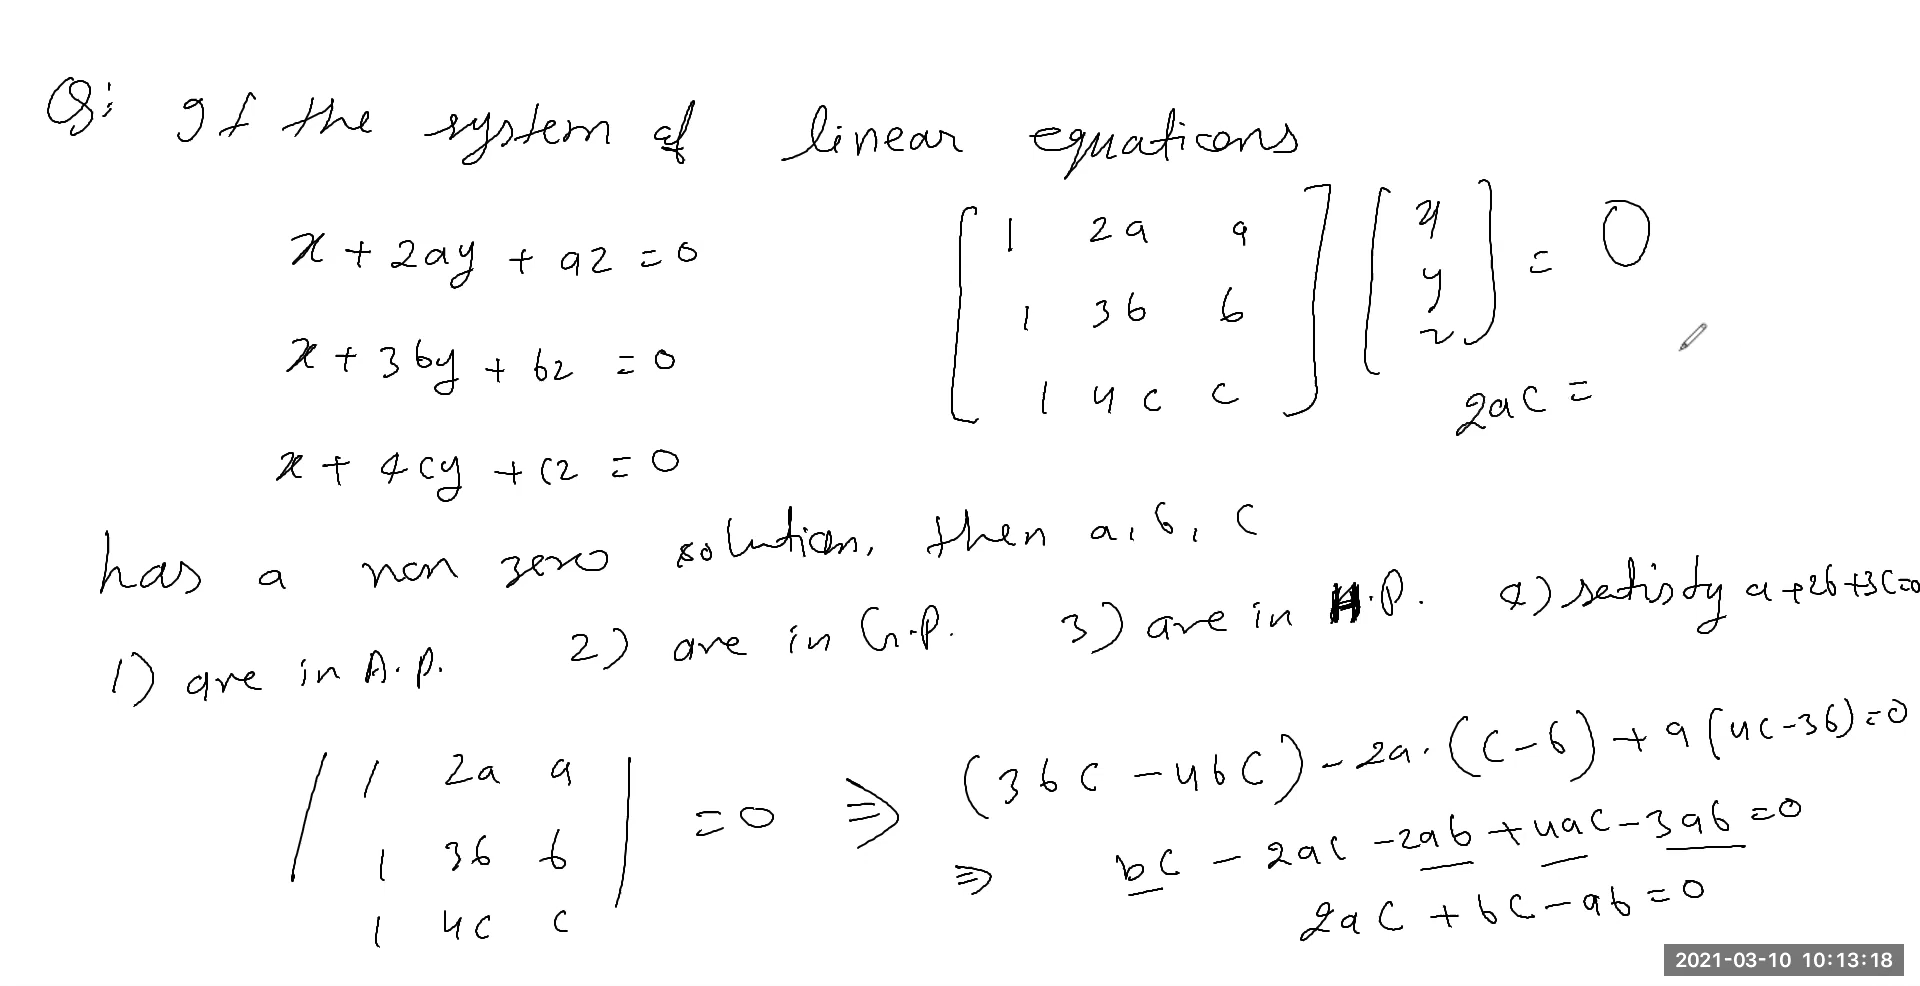 Q: If the system of linear equations
x + 2ay + az = 0
x + 3by + bz = 0
x + 4cy + cz = 0
[ 1 2a a ] [ x ]
[ 1 3b b ] [ y ] = 0
[ 1 4c c ] [ z ]
2ac =
has a non zero solution, then a, b, c
1) are in A.P. 2) are in G.P. 3) are in H.P. 4) satisfy a+2b+3c=0
| 1 2a a |
| 1 3b b | = 0 ⇒ (3bc - 4bc) - 2a.(c-b) + a(4c-3b)=0
| 1 4c c |
⇒ bc - 2ac - 2ab + 4ac - 3ab = 0
2ac + bc - ab = 0
2021-03-10 10:13:18